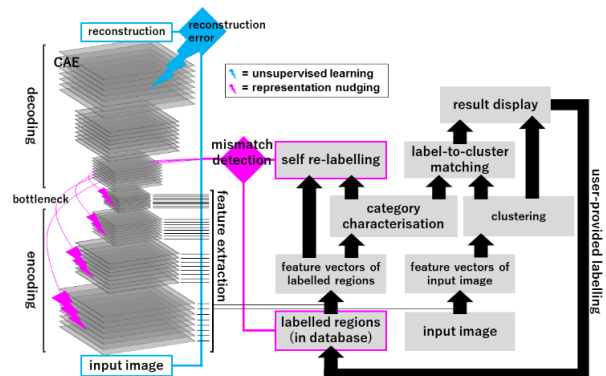 reconstruction
reconstruction
error
CAE
= unsupervised learning
= representation nudging
decoding
mismatch
detection
bottleneck
encoding
feature extraction
input image
self re-labelling
category
characterisation
feature vectors of
labelled regions
labelled regions
(in database)
result display
label-to-cluster
matching
clustering
feature vectors of
input image
input image
user-provided labelling